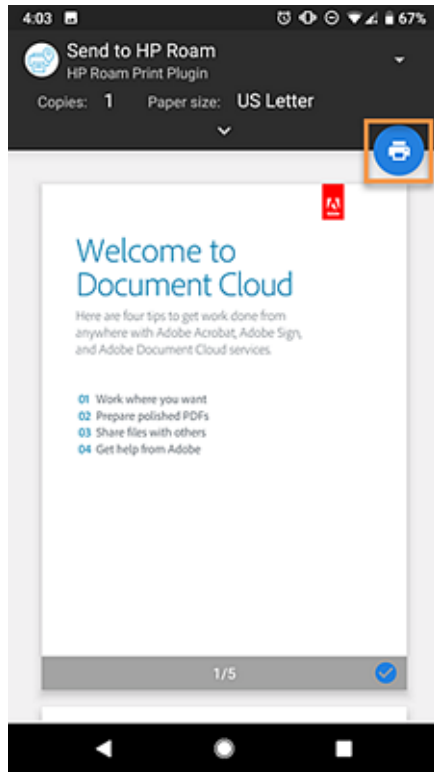 4:03 67%
Send to HP Roam
HP Roam Print Plugin
Copies: 1 Paper size: US Letter
Adobe
Welcome to
Document Cloud
Here are four tips to get work done from
anywhere with Adobe Acrobat, Adobe Sign,
and Adobe Document Cloud services.
01 Work where you want
02 Prepare polished PDFs
03 Share files with others
04 Get help from Adobe
1/5